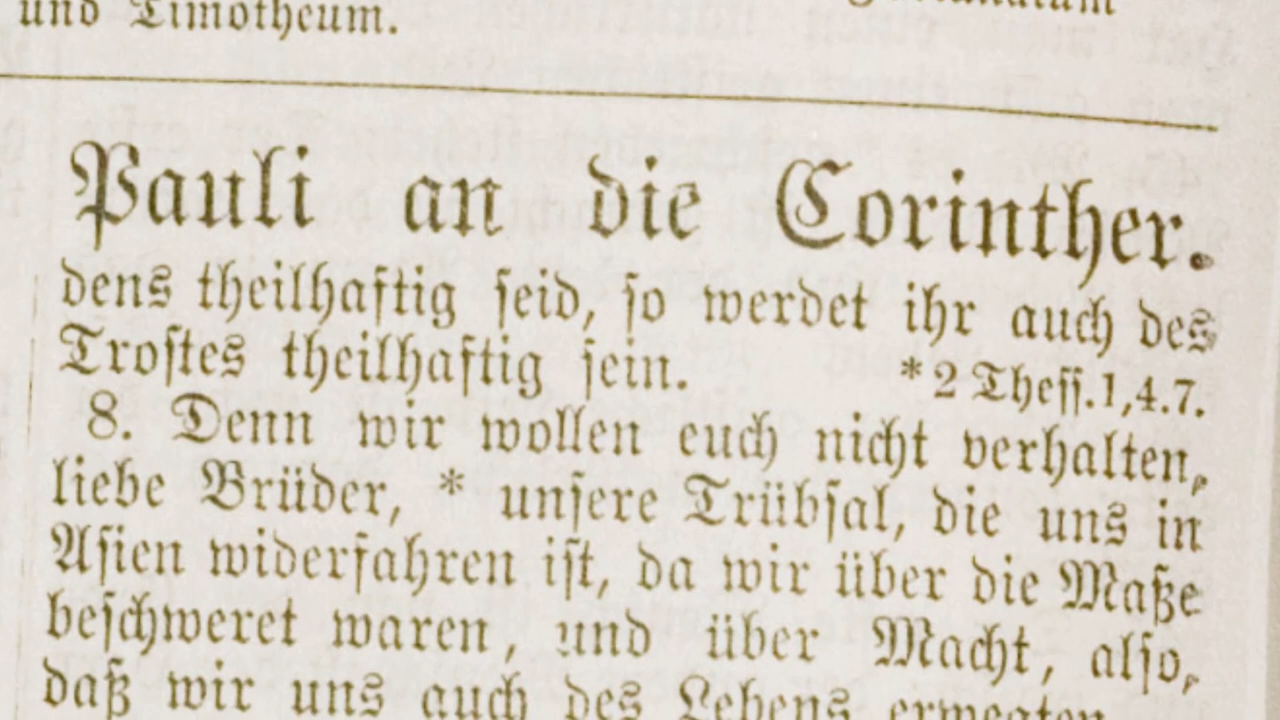 und Timotheum.
Pauli an die Corinther.
dens theilhaftig seid, so werdet ihr auch des
Trostes theilhaftig sein. *2 Thess.1,4.7.
8. Denn wir wollen euch nicht verhalten,
liebe Brüder, * unsere Trübsal, die uns in
Asien widerfahren ist, da wir über die Maße
beschweret waren, und über Macht, also,
daß wir uns auch des Lebens erwegten